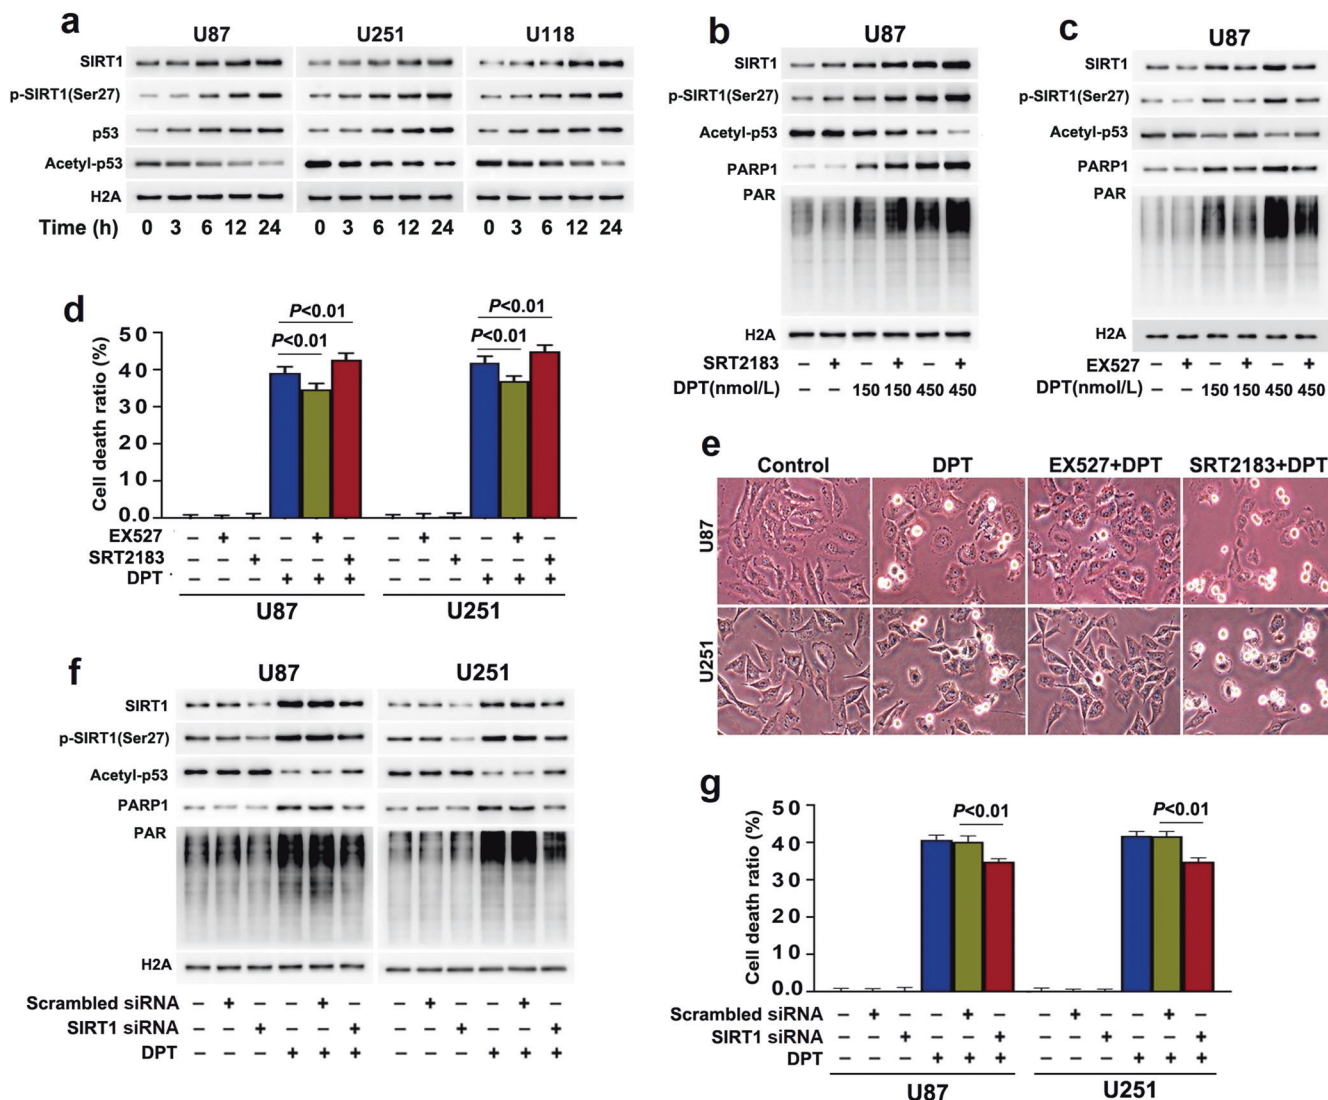 a
U87 U251 U118
SIRT1
p-SIRT1(Ser27)
p53
Acetyl-p53
H2A
Time (h) 0 3 6 12 24 0 3 6 12 24 0 3 6 12 24
b
U87
SIRT1
p-SIRT1(Ser27)
Acetyl-p53
PARP1
PAR
H2A
SRT2183 – + – + – +
DPT(nmol/L) – – 150 150 450 450
c
U87
SIRT1
p-SIRT1(Ser27)
Acetyl-p53
PARP1
PAR
H2A
EX527 – + – + – +
DPT(nmol/L) – – 150 150 450 450
d
Cell death ratio (%)
50
40
30
20
10
0.0
P<0.01
P<0.01
P<0.01
P<0.01
EX527 – + – – + – – + – – + –
SRT2183 – – + – – + – – + – – +
DPT – – – + + + – – – + + +
U87 U251
e
Control DPT EX527+DPT SRT2183+DPT
U87
U251
f
U87 U251
SIRT1
p-SIRT1(Ser27)
Acetyl-p53
PARP1
PAR
H2A
Scrambled siRNA – + – – + – – + – – + –
SIRT1 siRNA – – + – – + – – + – – +
DPT – – – + + + – – – + + +
g
Cell death ratio (%)
50
40
30
20
10
0.0
P<0.01 P<0.01
Scrambled siRNA – + – – + – – + – – + –
SIRT1 siRNA – – + – – + – – + – – +
DPT – – – + + + – – – + + +
U87 U251